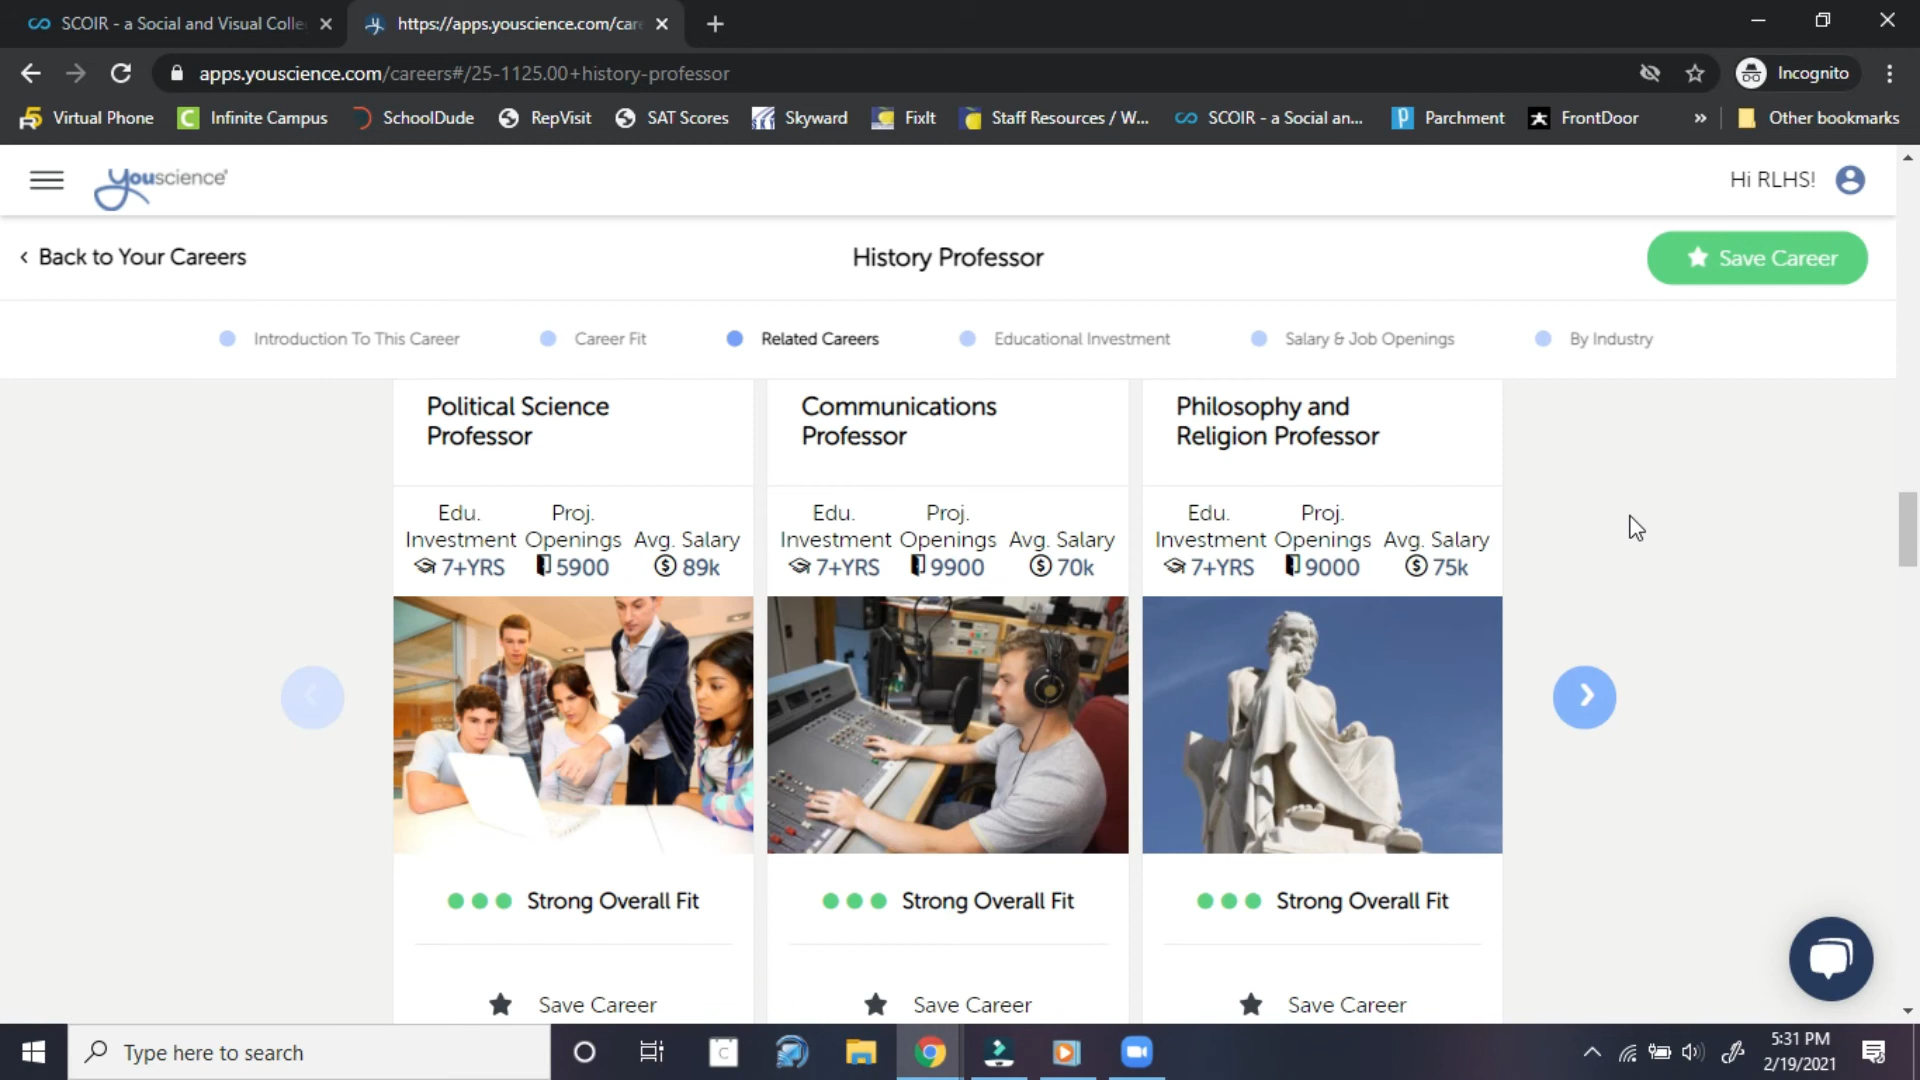 SCOIR - a Social and Visual Colle
https://apps.youscience.com/car
apps.youscience.com/careers#/25-1125.00+history-professor
Incognito
Virtual Phone
Infinite Campus
SchoolDude
RepVisit
SAT Scores
Skyward
FixIt
Staff Resources / W...
SCOIR - a Social an...
Parchment
FrontDoor
»
Other bookmarks
youscience
Hi RLHS!
‹ Back to Your Careers
History Professor
Save Career
Introduction To This Career
Career Fit
Related Careers
Educational Investment
Salary & Job Openings
By Industry
Political Science
Professor
Edu.
Investment
7+YRS
Proj.
Openings
5900
Avg. Salary
89k
Strong Overall Fit
Save Career
Communications
Professor
Edu.
Investment
7+YRS
Proj.
Openings
9900
Avg. Salary
70k
Strong Overall Fit
Save Career
Philosophy and
Religion Professor
Edu.
Investment
7+YRS
Proj.
Openings
9000
Avg. Salary
75k
Strong Overall Fit
Save Career
Type here to search
5:31 PM
2/19/2021